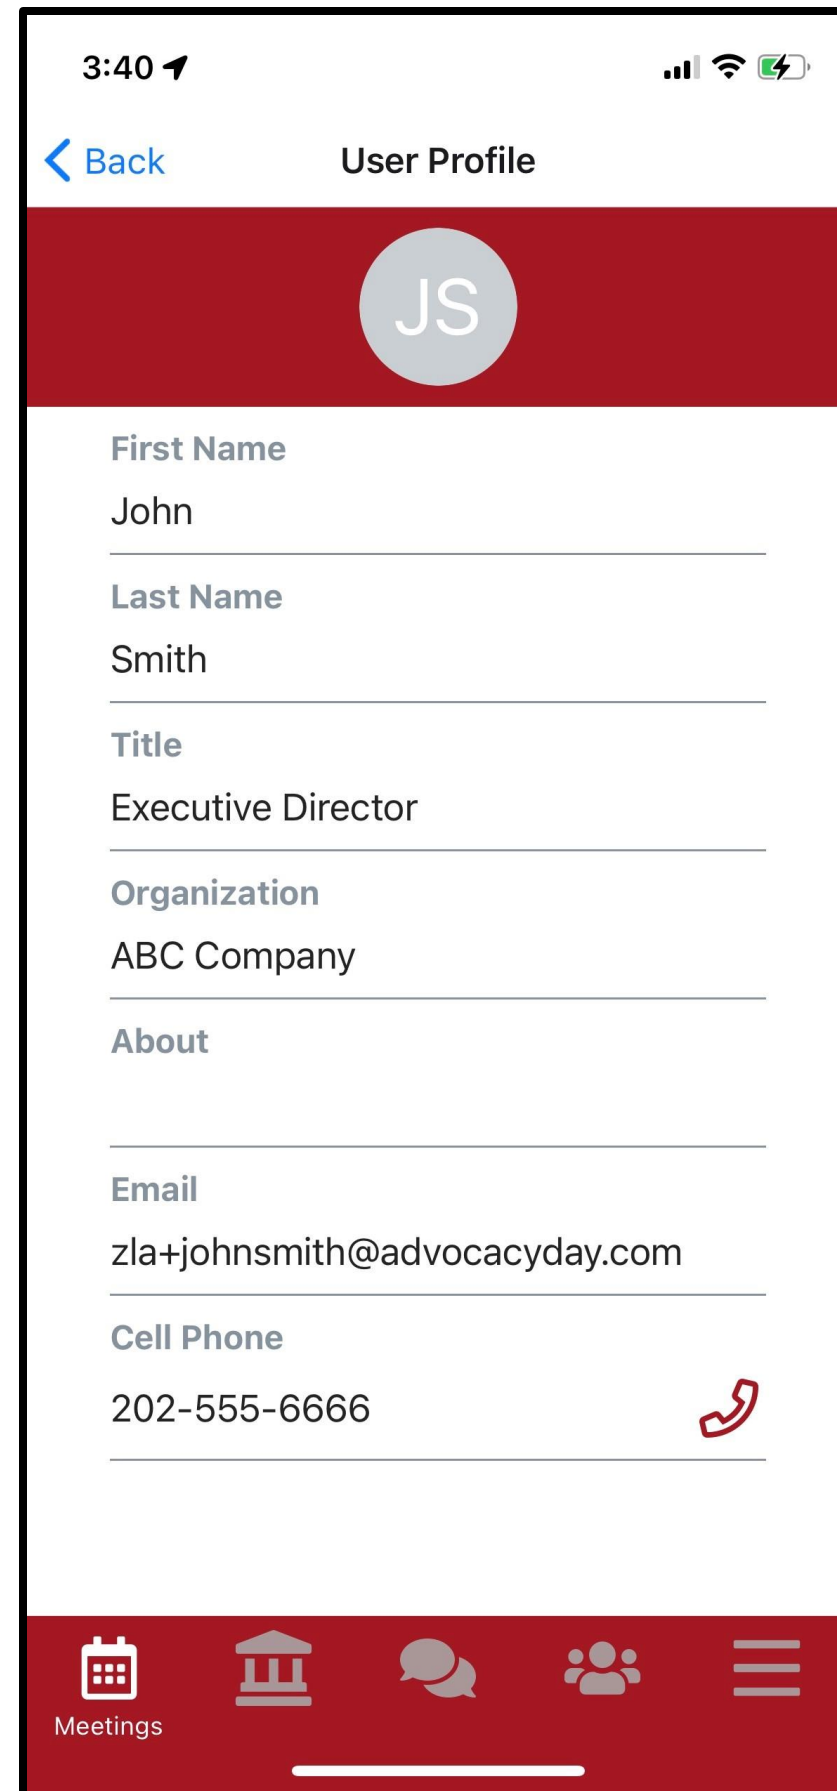 3:40
Back User Profile
JS
First Name
John
Last Name
Smith
Title
Executive Director
Organization
ABC Company
About
Email
zla+johnsmith@advocacyday.com
Cell Phone
202-555-6666
Meetings